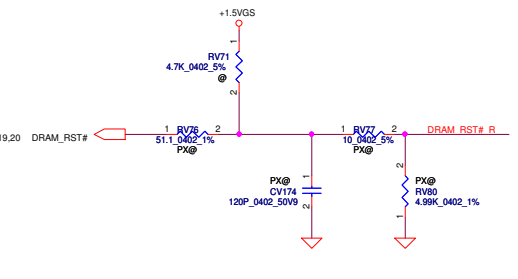 +1.5VGS
1
RV71
4.7K_0402_5%
@
2
19,20 DRAM_RST#
1 RV76 2
51.1_0402_1%
PX@
1 RV77 2
10_0402_5%
PX@
DRAM_RST#_R
1
PX@
CV174
120P_0402_50V9
2
2
PX@
RV80
4.99K_0402_1%
1